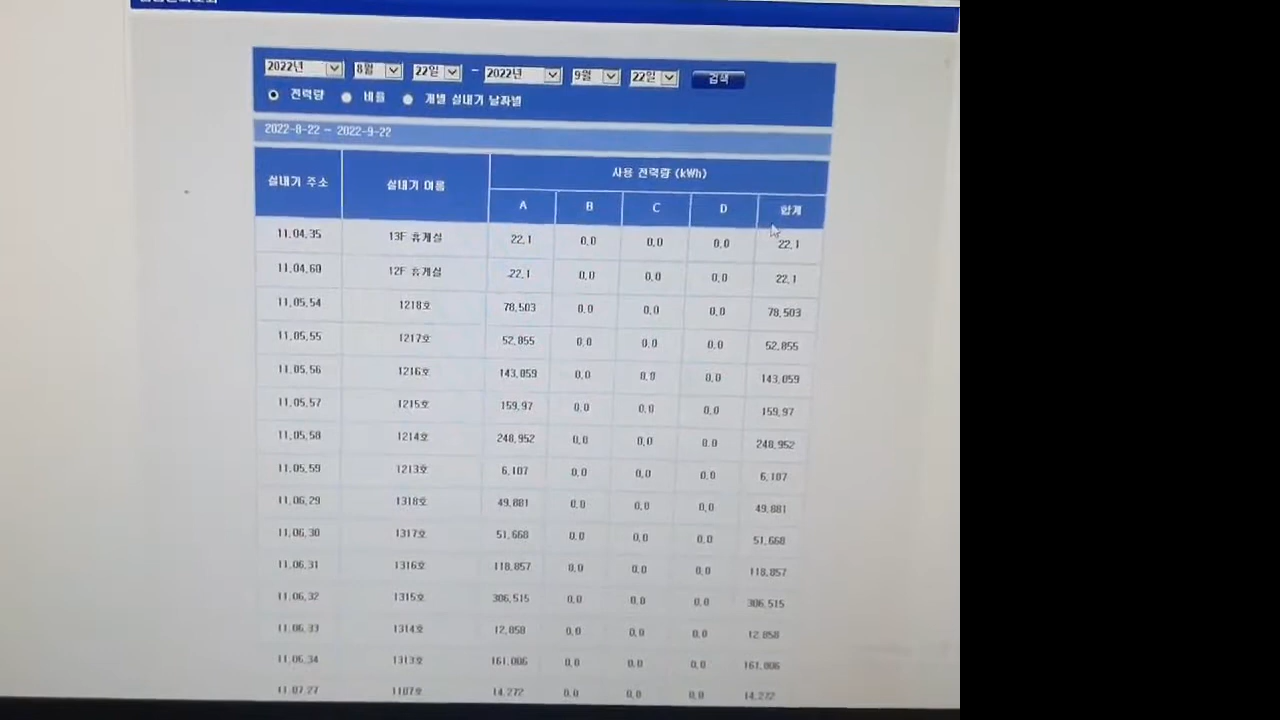 2022년 8월 22일 - 2022년 9월 22일 검색
전력량 비율 개별 실내기 날짜별
2022-8-22 ~ 2022-9-22
실내기 주소 실내기 이름 사용 전력량 (kWh)
A B C D 합계
11.04.35 13F 휴게실 22.1 0.0 0.0 0.0 22.1
11.04.60 12F 휴게실 22.1 0.0 0.0 0.0 22.1
11.05.54 1218호 78.503 0.0 0.0 0.0 78.503
11.05.55 1217호 52.855 0.0 0.0 0.0 52.855
11.05.56 1216호 143.059 0.0 0.0 0.0 143.059
11.05.57 1215호 159.97 0.0 0.0 0.0 159.97
11.05.58 1214호 248.952 0.0 0.0 0.0 248.952
11.05.59 1213호 6.107 0.0 0.0 0.0 6.107
11.06.29 1318호 49.881 0.0 0.0 0.0 49.881
11.06.30 1317호 51.668 0.0 0.0 0.0 51.668
11.06.31 1316호 118.857 0.0 0.0 0.0 118.857
11.06.32 1315호 306.515 0.0 0.0 0.0 306.515
11.06.33 1314호 12.858 0.0 0.0 0.0 12.858
11.06.34 1313호 161.006 0.0 0.0 0.0 161.006
11.07.27 1107호 14.272 0.0 0.0 0.0 14.272